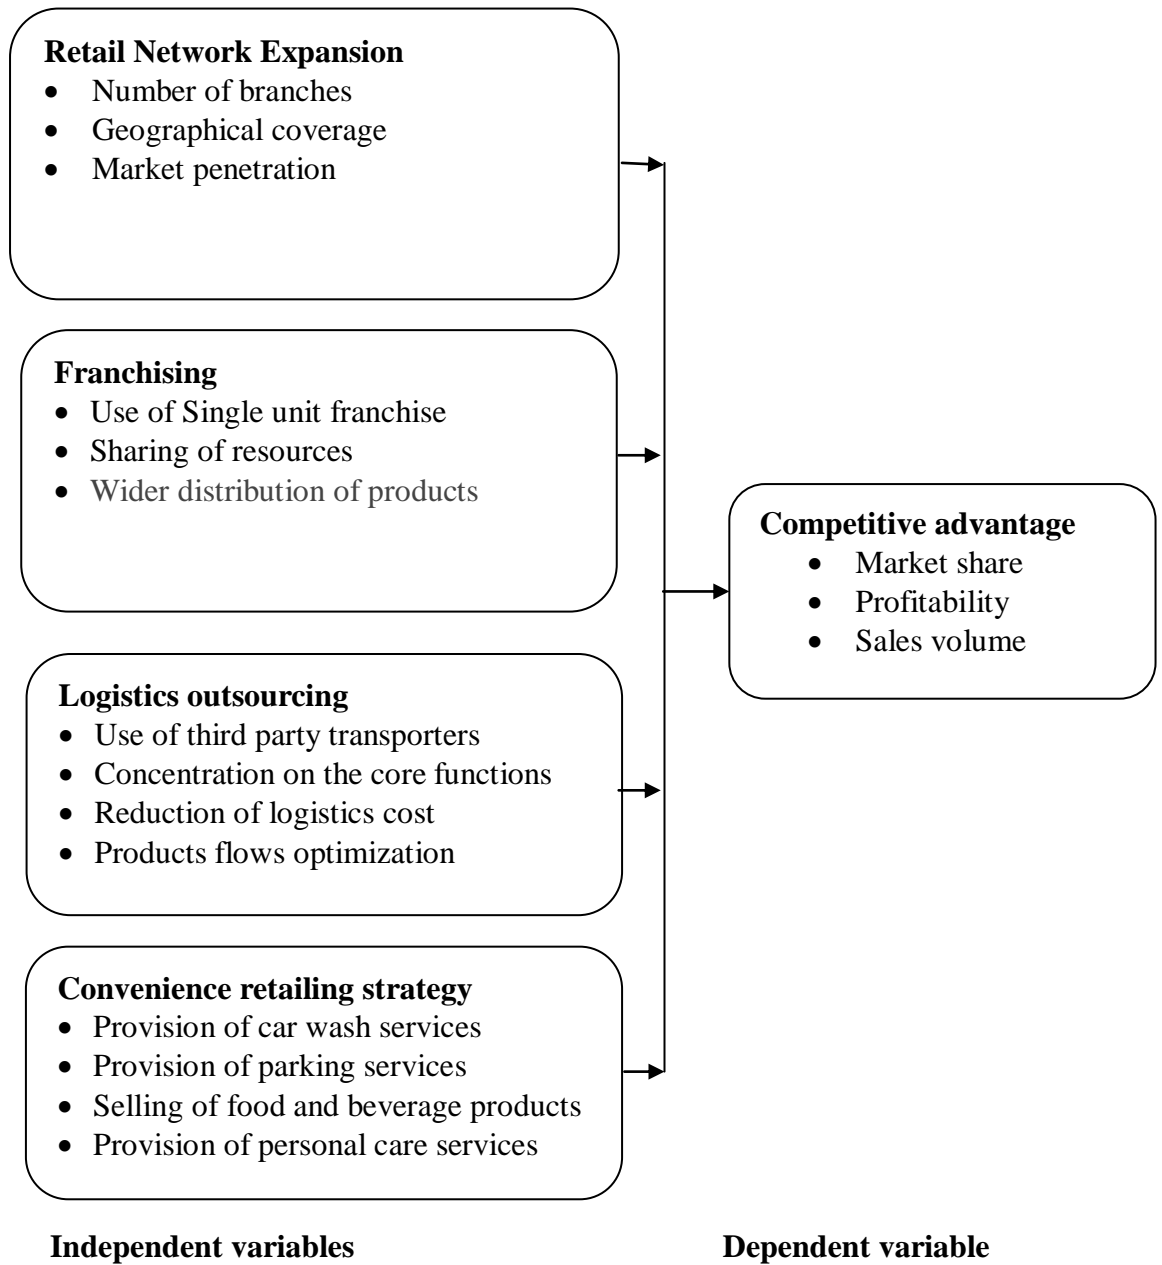 Retail Network Expansion
• Number of branches
• Geographical coverage
• Market penetration
Franchising
• Use of Single unit franchise
• Sharing of resources
• Wider distribution of products
Logistics outsourcing
• Use of third party transporters
• Concentration on the core functions
• Reduction of logistics cost
• Products flows optimization
Convenience retailing strategy
• Provision of car wash services
• Provision of parking services
• Selling of food and beverage products
• Provision of personal care services
Competitive advantage
• Market share
• Profitability
• Sales volume
Independent variables
Dependent variable